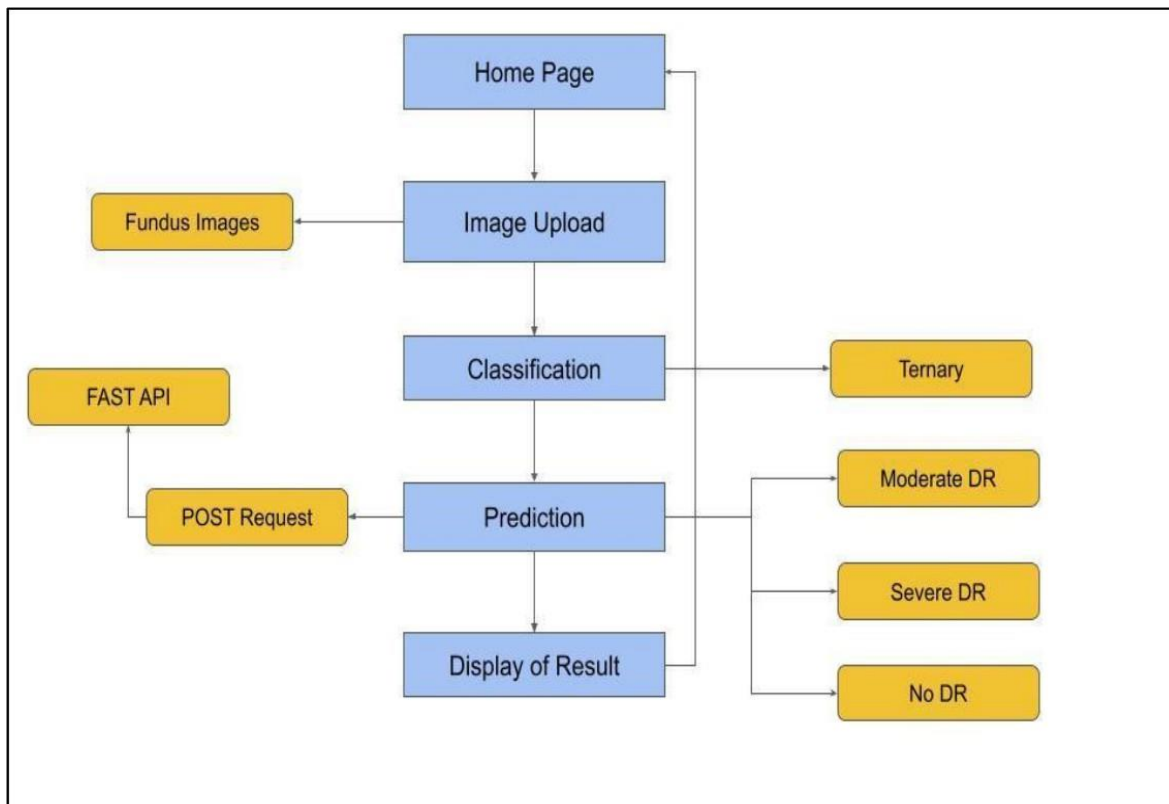 Home Page
Fundus Images
Image Upload
Classification
Ternary
FAST API
Moderate DR
POST Request
Prediction
Severe DR
Display of Result
No DR